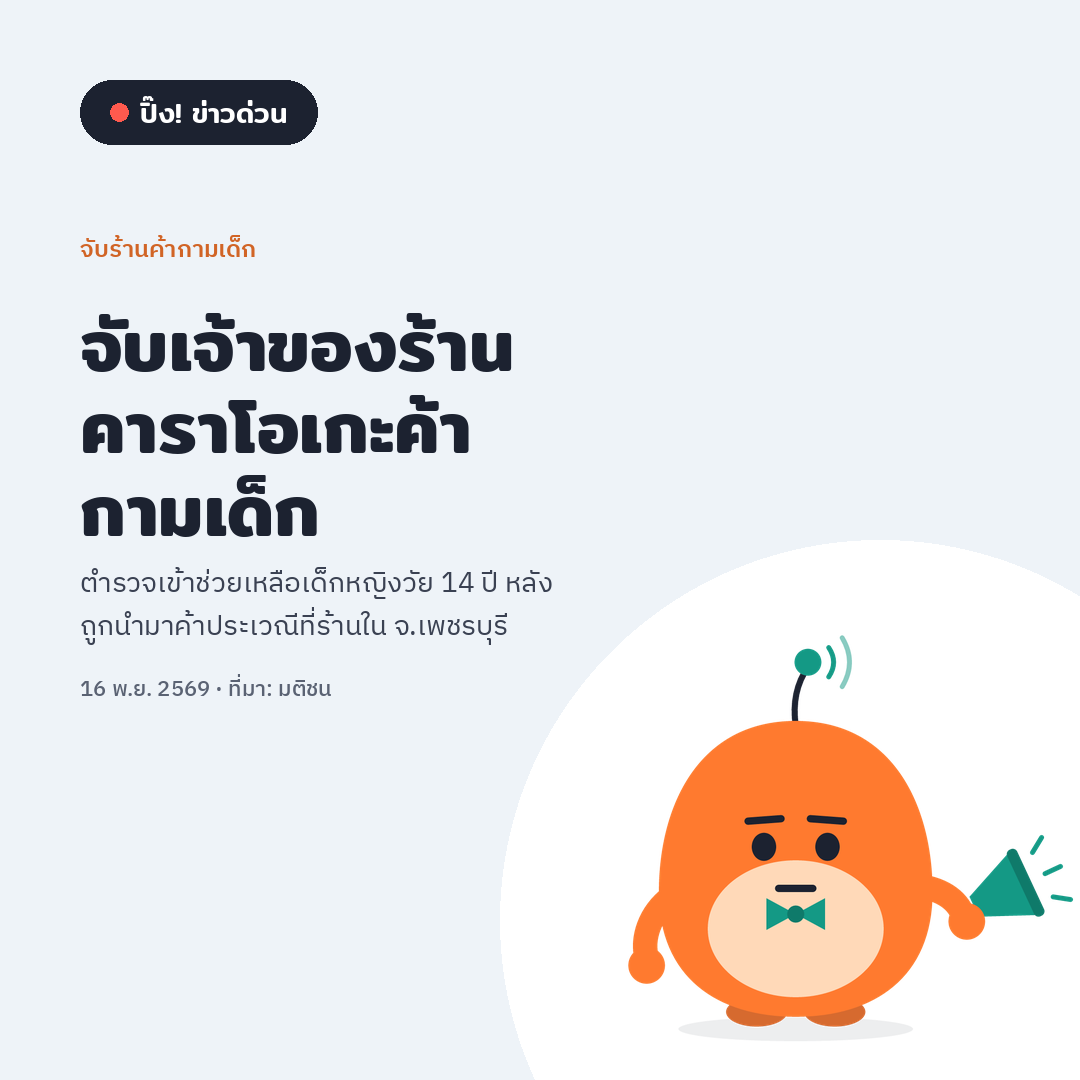 ปิ๊ง! ข่าวด่วน
จับร้านค้ากามเด็ก
จับเจ้าของร้าน
คาราโอเกะค้า
กามเด็ก
ตำรวจเข้าช่วยเหลือเด็กหญิงวัย 14 ปี หลัง
ถูกนำมาค้าประเวณีที่ร้านใน จ.เพชรบุรี
16 พ.ย. 2569 · ที่มา: มติชน